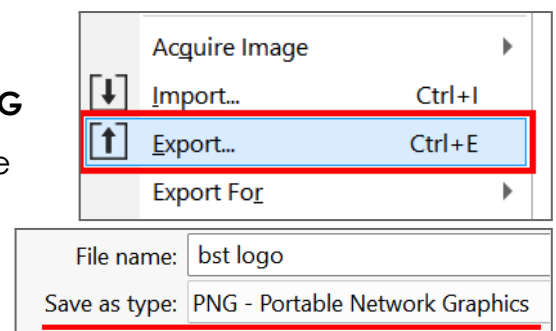 Acquire Image
G
Import... Ctrl+I
Export... Ctrl+E
e
Export For
File name: bst logo
Save as type: PNG - Portable Network Graphics